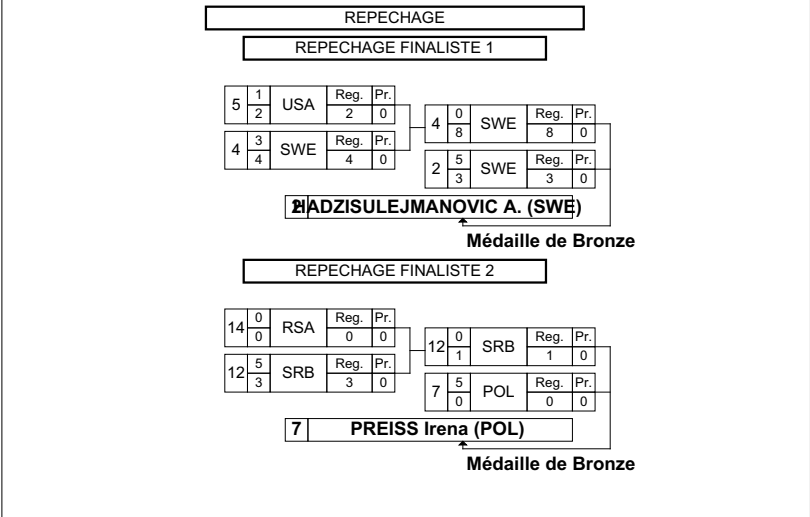 REPECHAGE
REPECHAGE FINALISTE 1
5 1 2 USA Reg. 2 Pr. 0
4 3 4 SWE Reg. 4 Pr. 0
4 0 8 SWE Reg. 8 Pr. 0
2 5 3 SWE Reg. 3 Pr. 0
2 HADZISULEJMANOVIC A. (SWE)
Médaille de Bronze
REPECHAGE FINALISTE 2
14 0 0 RSA Reg. 0 Pr. 0
12 5 3 SRB Reg. 3 Pr. 0
12 0 1 SRB Reg. 1 Pr. 0
7 5 0 POL Reg. 0 Pr. 0
7 PREISS Irena (POL)
Médaille de Bronze